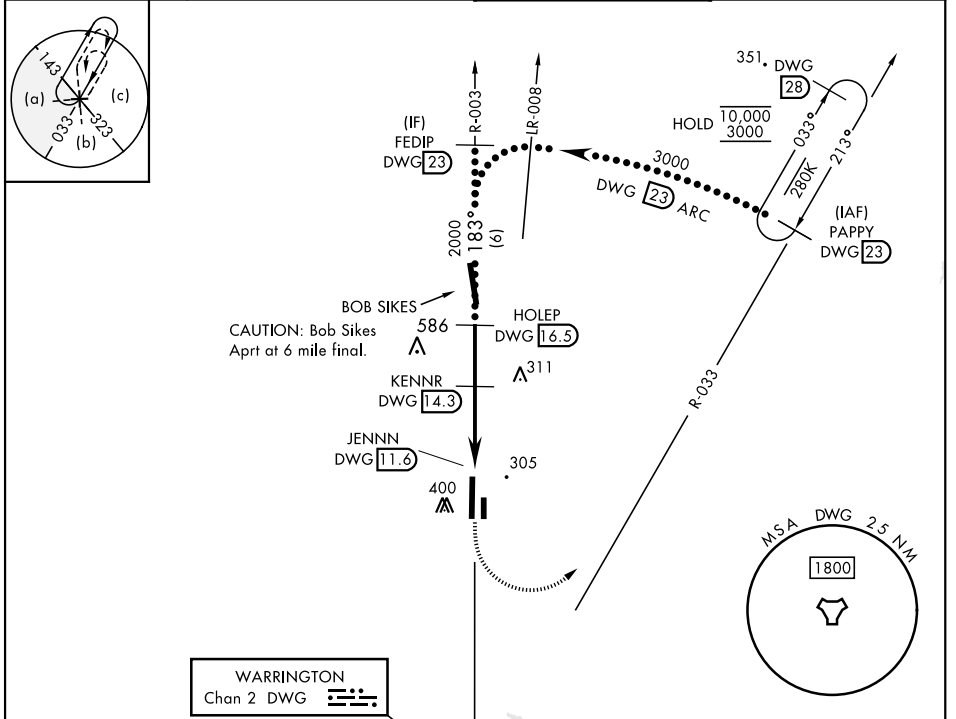 143
(a)
(c)
(b)
033
323
(IF)
FEDIP
DWG 23
R-003
LR-008
351
DWG
28
HOLD 10,000
3000
033°
213°
280K
3000
DWG 23 ARC
(IAF)
PAPPY
DWG 23
2000
183°
(6)
BOB SIKES
CAUTION: Bob Sikes
Aprt at 6 mile final.
586
HOLEP
DWG 16.5
311
KENNR
DWG 14.3
R-033
JENNN
DWG 11.6
305
400
MSA DWG 25 NM
1800
WARRINGTON
Chan 2 DWG